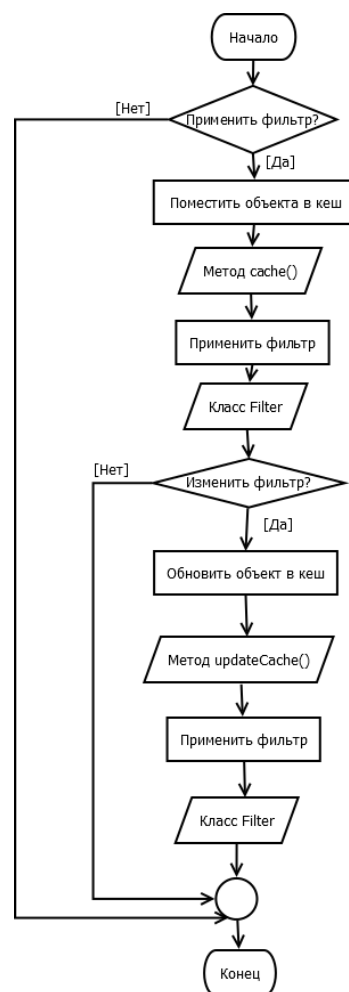 Начало
[Нет]
Применить фильтр?
[Да]
Поместить объекта в кеш
Метод cache()
Применить фильтр
Класс Filter
[Нет]
Изменить фильтр?
[Да]
Обновить объект в кеш
Метод updateCache()
Применить фильтр
Класс Filter
Конец